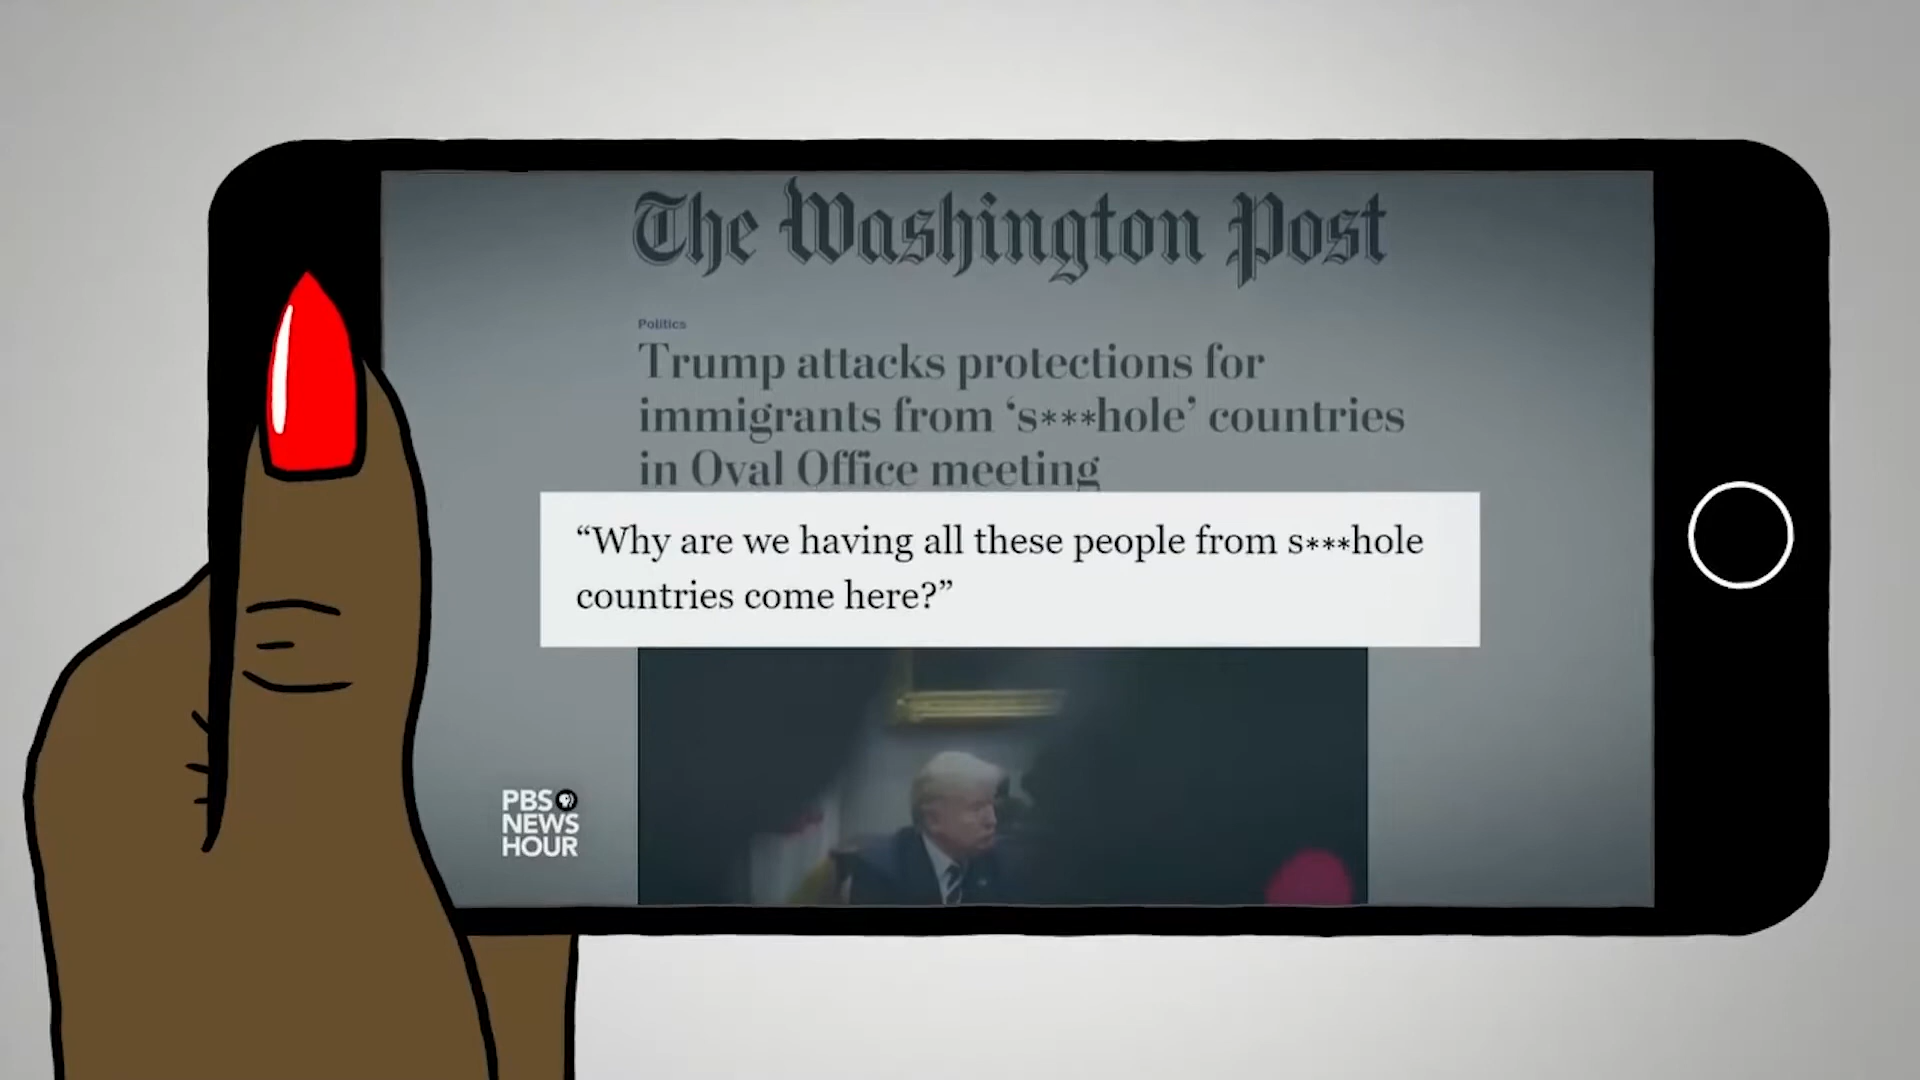 The Washington Post
Politics
Trump attacks protections for
immigrants from ‘s***hole’ countries
in Oval Office meeting
“Why are we having all these people from s***hole
countries come here?”
PBS
NEWS
HOUR